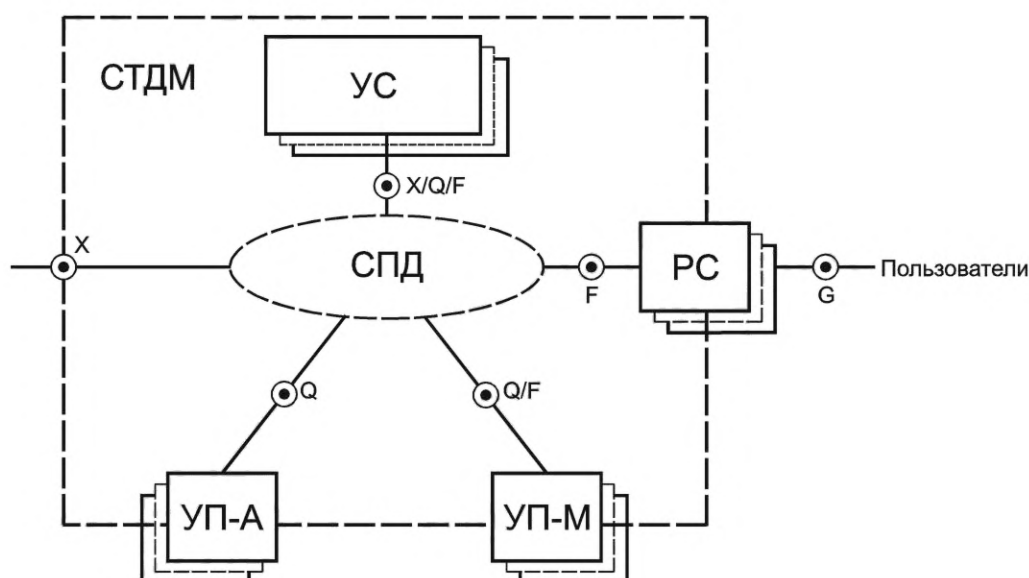 СТДМ
УС
X/Q/F
X
СПД
F
РС
G
Пользователи
Q
Q/F
УП-А
УП-М